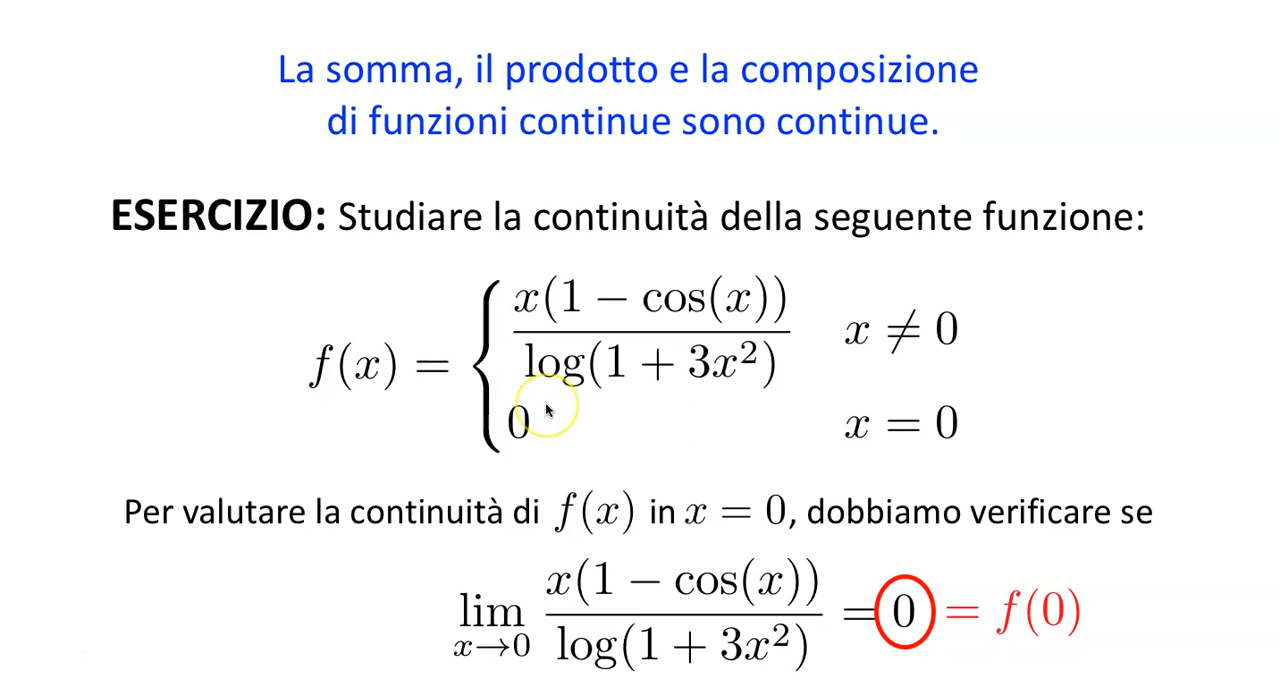 La somma, il prodotto e la composizione
di funzioni continue sono continue.
ESERCIZIO: Studiare la continuità della seguente funzione:
f(x) = { x(1 − cos(x)) / log(1 + 3x²) x ≠ 0
0 x = 0
Per valutare la continuità di f(x) in x = 0, dobbiamo verificare se
lim x→0 x(1 − cos(x)) / log(1 + 3x²) = 0 = f(0)